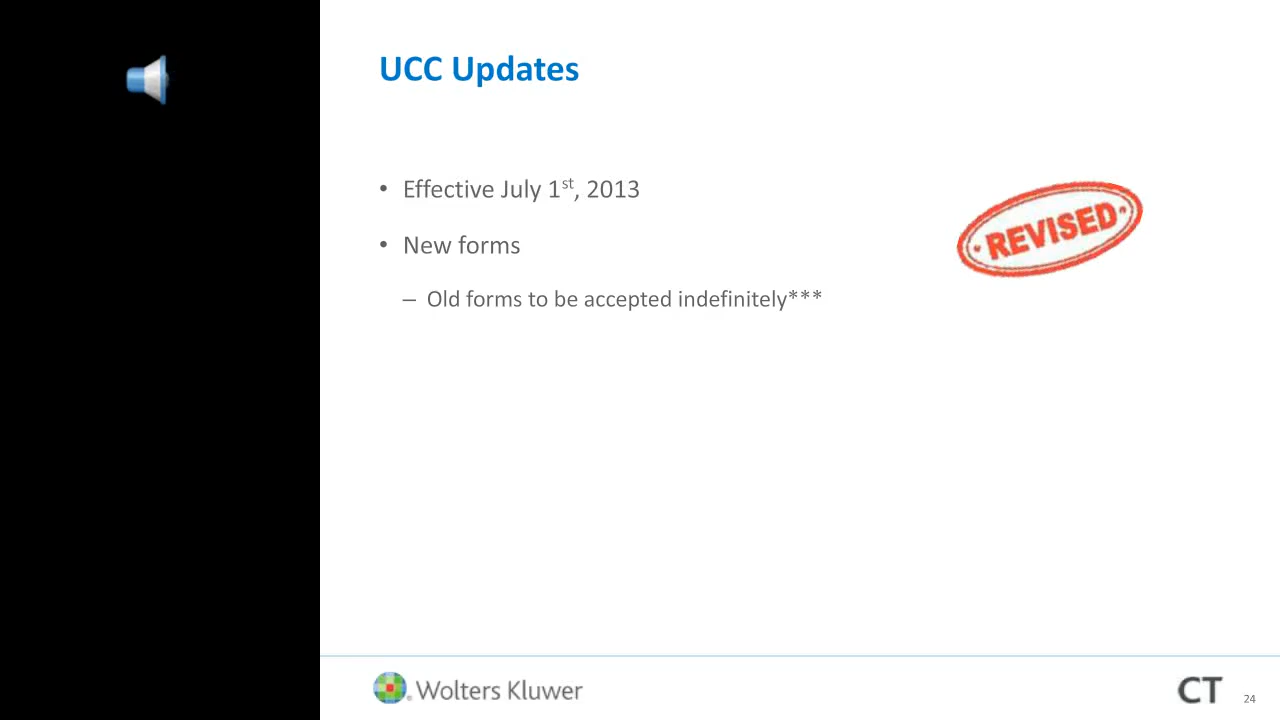 UCC Updates
• Effective July 1st, 2013
• New forms
– Old forms to be accepted indefinitely***
REVISED
Wolters Kluwer
CT
24